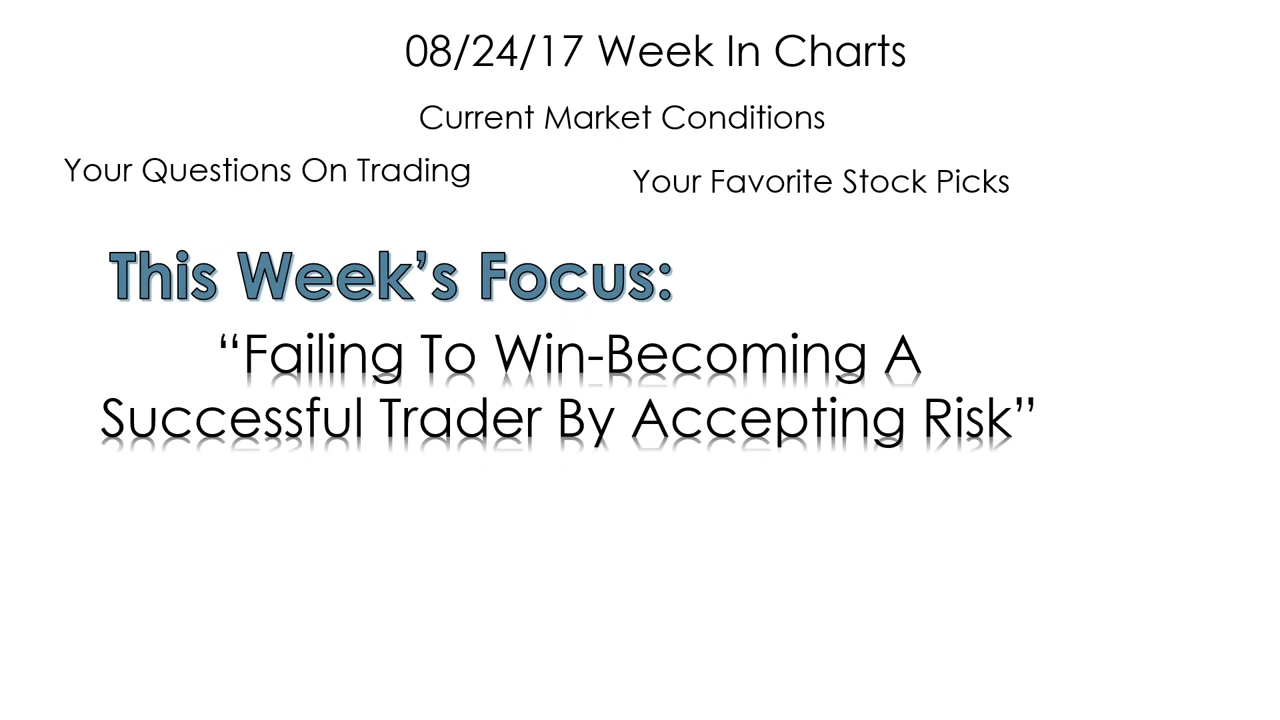 08/24/17 Week In Charts
Current Market Conditions
Your Questions On Trading
Your Favorite Stock Picks
This Week’s Focus:
“Failing To Win-Becoming A
Successful Trader By Accepting Risk”